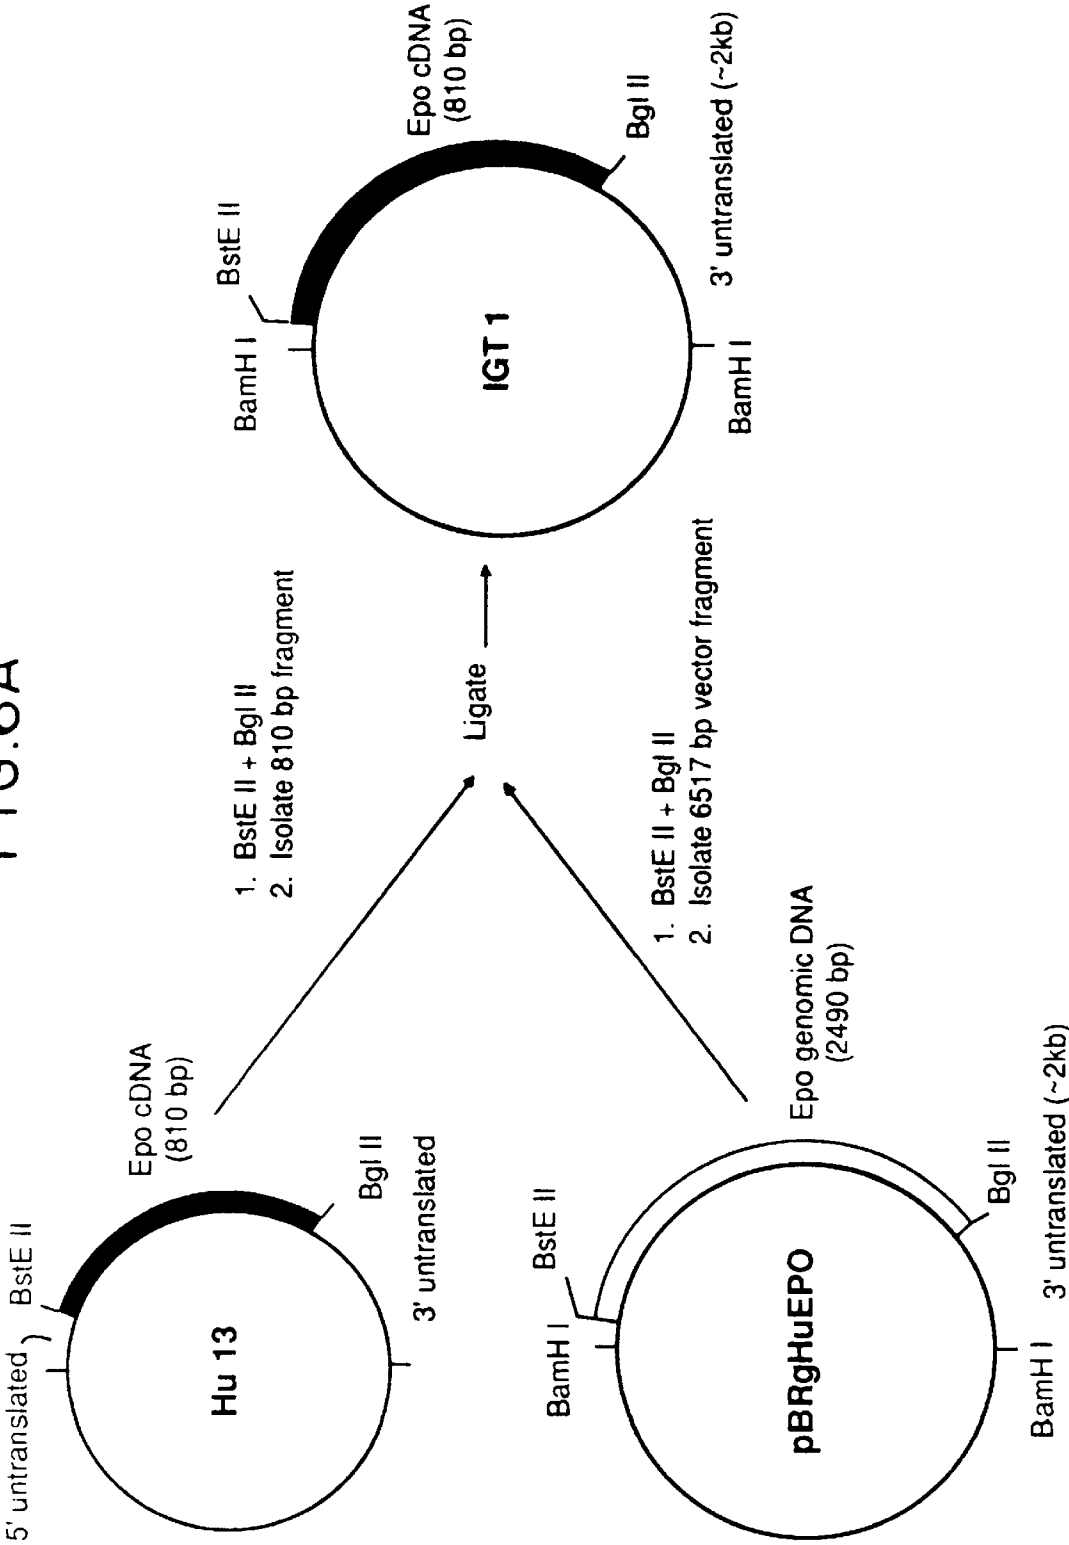 FIG.6A
5' untranslated
BstE II
Epo cDNA
(810 bp)
Hu 13
Bgl II
3' untranslated
1. BstE II + Bgl II
2. Isolate 810 bp fragment
Ligate
BamH I
BstE II
Epo cDNA
(810 bp)
IGT 1
Bgl II
3' untranslated (~2kb)
BamH I
BamH I
BstE II
Epo genomic DNA
(2490 bp)
pBRgHuEPO
Bgl II
3' untranslated (~2kb)
BamH I
1. BstE II + Bgl II
2. Isolate 6517 bp vector fragment